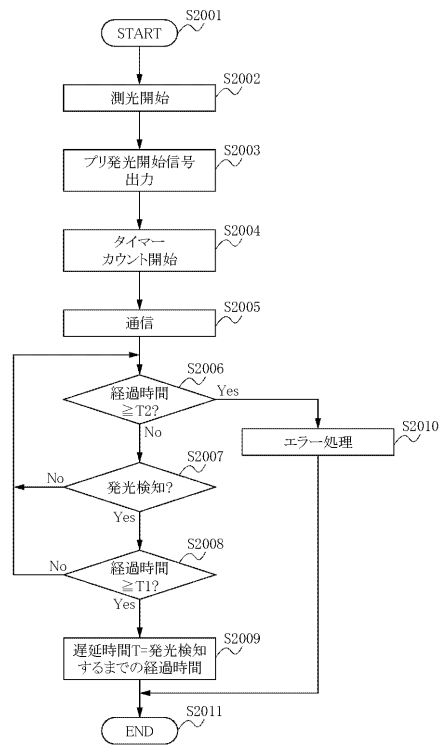 S2001
START
S2002
測光開始
S2003
プリ発光開始信号
出力
S2004
タイマー
カウント開始
S2005
通信
S2006
経過時間
≧T2?
Yes
No
S2010
エラー処理
S2007
発光検知?
No
Yes
S2008
経過時間
≧T1?
No
Yes
S2009
遅延時間T=発光検知
するまでの経過時間
S2011
END